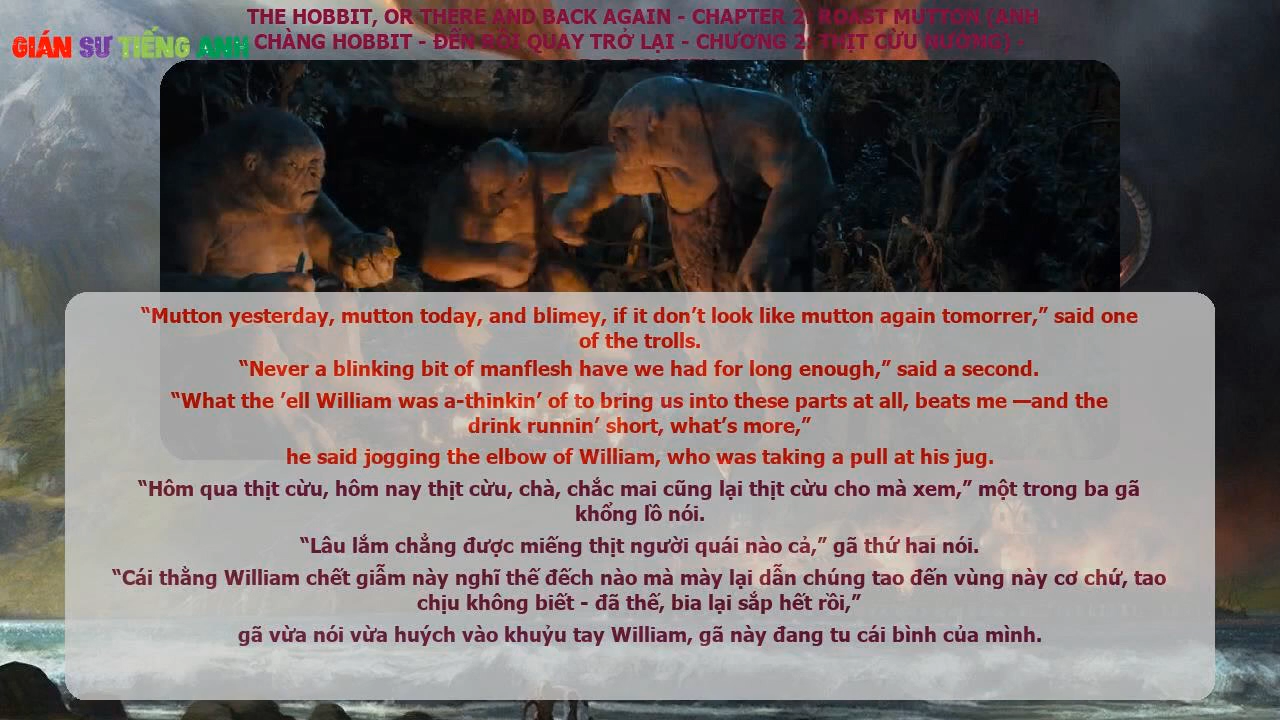 THE HOBBIT, OR THERE AND BACK AGAIN - CHAPTER 2: ROAST MUTTON (ANH
CHÀNG HOBBIT - ĐẾN RỒI QUAY TRỞ LẠI - CHƯƠNG 2: THỊT CỪU NƯỚNG) -
GIÁN SƯ TIẾNG ANH
“Mutton yesterday, mutton today, and blimey, if it don’t look like mutton again tomorrer,” said one
of the trolls.
“Never a blinking bit of manflesh have we had for long enough,” said a second.
“What the ’ell William was a-thinkin’ of to bring us into these parts at all, beats me —and the
drink runnin’ short, what’s more,”
he said jogging the elbow of William, who was taking a pull at his jug.
“Hôm qua thịt cừu, hôm nay thịt cừu, chà, chắc mai cũng lại thịt cừu cho mà xem,” một trong ba gã
khổng lồ nói.
“Lâu lắm chẳng được miếng thịt người quái nào cả,” gã thứ hai nói.
“Cái thằng William chết giẫm này nghĩ thế đếch nào mà mày lại dẫn chúng tao đến vùng này cơ chứ, tao
chịu không biết - đã thế, bia lại sắp hết rồi,”
gã vừa nói vừa huých vào khuỷu tay William, gã này đang tu cái bình của mình.